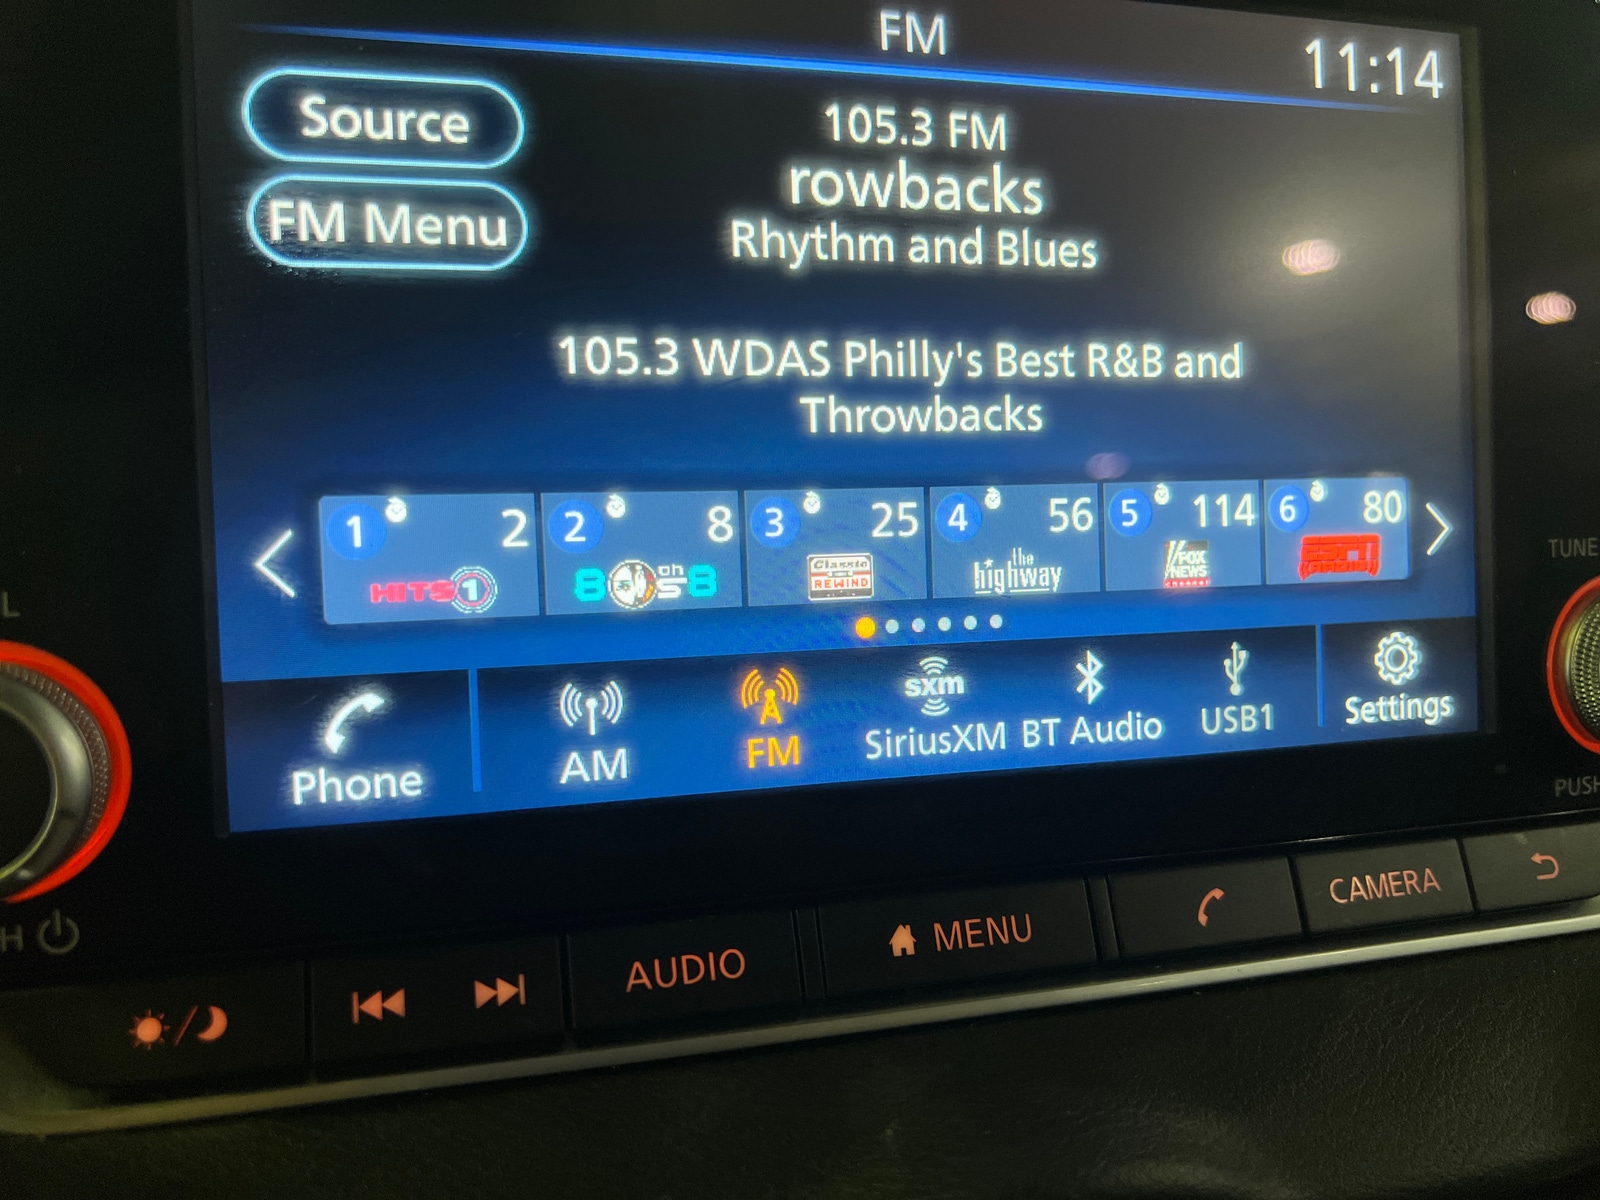 FM
11:14
Source
FM Menu
105.3 FM
rowbacks
Rhythm and Blues
105.3 WDAS Philly's Best R&B and
Throwbacks
1 2
HITS 1
2 8
80s on 8
3 25
Classic
REWIND
4 56
the
highway
5 114
FOX
NEWS
channel
6 80
ESPN
RADIO
Phone
AM
FM
sxm
SiriusXM
BT Audio
USB1
Settings
L
TUNE
PUSH
H
AUDIO
MENU
CAMERA